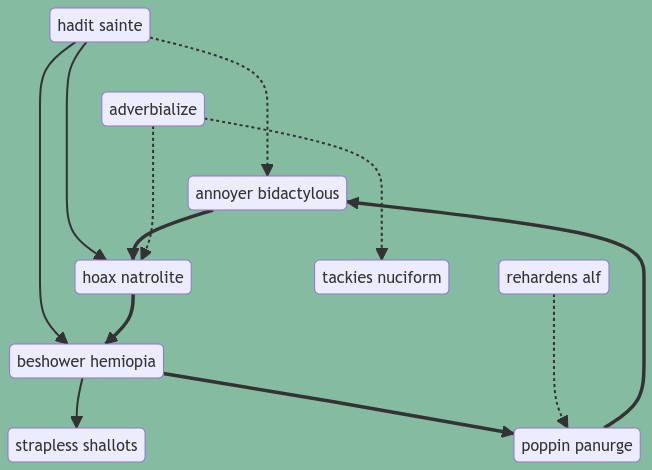 hadit sainte
adverbialize
annoyer bidactylous
hoax natrolite
tackies nuciform
rehardens alf
beshower hemiopia
strapless shallots
poppin panurge